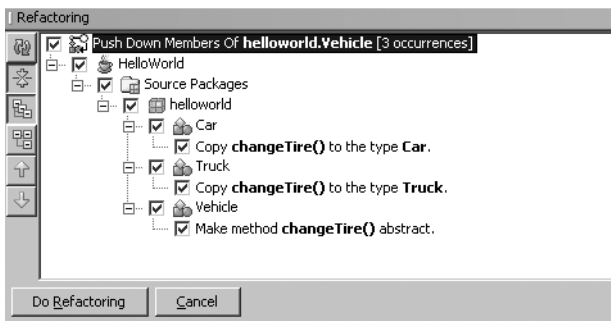 Refactoring
Push Down Members Of helloworld.Vehicle [3 occurrences]
HelloWorld
Source Packages
helloworld
Car
Copy changeTire() to the type Car.
Truck
Copy changeTire() to the type Truck.
Vehicle
Make method changeTire() abstract.
Do Refactoring Cancel